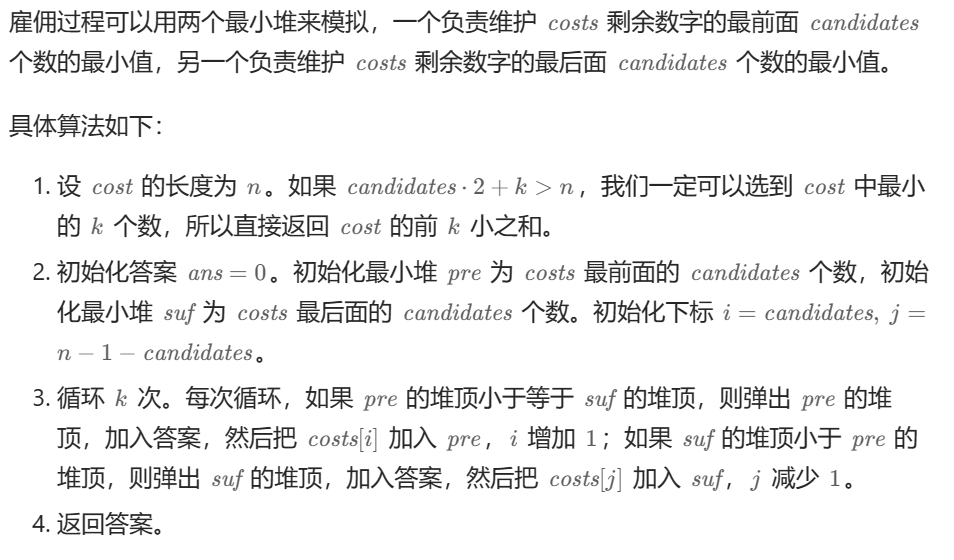 雇佣过程可以用两个最小堆来模拟，一个负责维护 costs 剩余数字的最前面 candidates
个数的最小值，另一个负责维护 costs 剩余数字的最后面 candidates 个数的最小值。
具体算法如下：
1. 设 cost 的长度为 n。如果 candidates · 2 + k > n，我们一定可以选到 cost 中最小
的 k 个数，所以直接返回 cost 的前 k 小之和。
2. 初始化答案 ans = 0。初始化最小堆 pre 为 costs 最前面的 candidates 个数，初始
化最小堆 suf 为 costs 最后面的 candidates 个数。初始化下标 i = candidates, j =
n − 1 − candidates。
3. 循环 k 次。每次循环，如果 pre 的堆顶小于等于 suf 的堆顶，则弹出 pre 的堆
顶，加入答案，然后把 costs[i] 加入 pre，i 增加 1；如果 suf 的堆顶小于 pre 的
堆顶，则弹出 suf 的堆顶，加入答案，然后把 costs[j] 加入 suf，j 减少 1。
4. 返回答案。